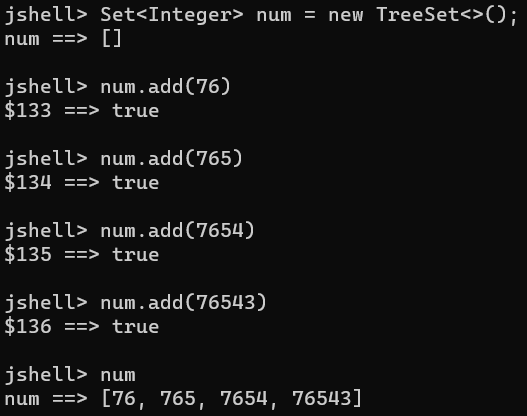 jshell> Set<Integer> num = new TreeSet<>();
num ==> []
jshell> num.add(76)
$133 ==> true
jshell> num.add(765)
$134 ==> true
jshell> num.add(7654)
$135 ==> true
jshell> num.add(76543)
$136 ==> true
jshell> num
num ==> [76, 765, 7654, 76543]